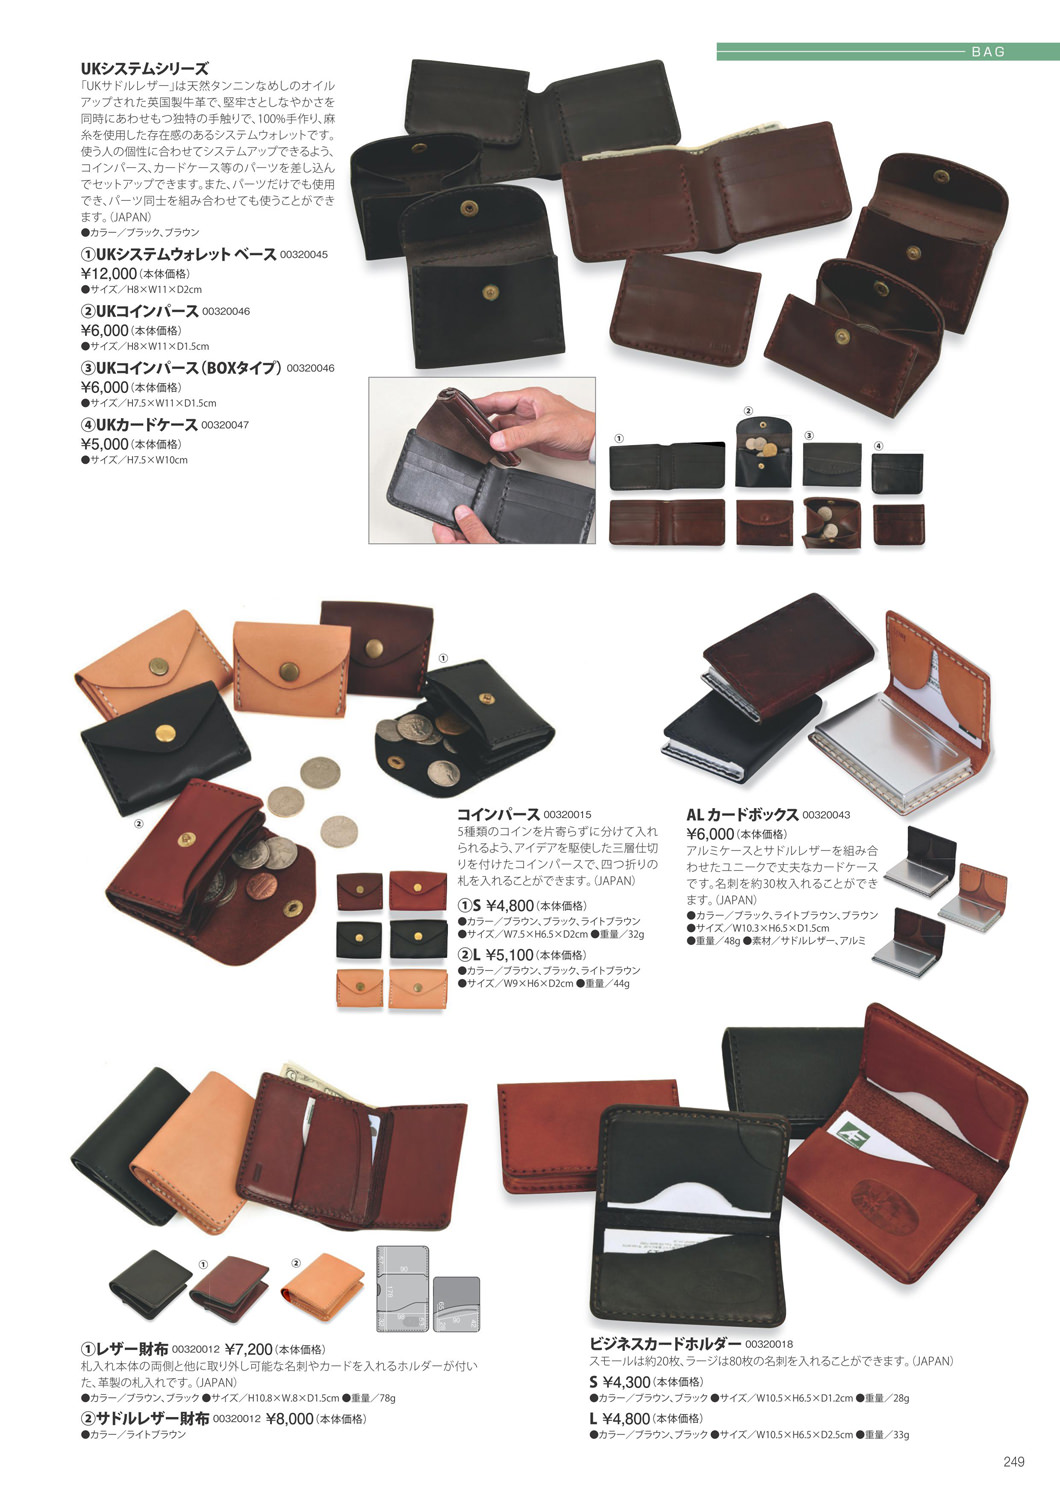 BAG
UKシステムシリーズ
「UKサドルレザー」は天然タンニンなめしのオイル
アップされた英国製牛革で、堅牢さとしなやかさを
同時にあわせもつ独特の手触りで、100%手作り、麻
糸を使用した存在感のあるシステムウォレットです。
使う人の個性に合わせてシステムアップできるよう、
コインパース、カードケース等のパーツを差し込ん
でセットアップできます。また、パーツだけでも使用
でき、パーツ同士を組み合わせても使うことができ
ます。（JAPAN）
●カラー／ブラック、ブラウン
①UKシステムウォレット ベース 00320045
¥12,000（本体価格）
●サイズ／H8×W11×D2cm
②UKコインパース 00320046
¥6,000（本体価格）
●サイズ／H8×W11×D1.5cm
③UKコインパース（BOXタイプ） 00320046
¥6,000（本体価格）
●サイズ／H7.5×W11×D1.5cm
④UKカードケース 00320047
¥5,000（本体価格）
●サイズ／H7.5×W10cm
①
②
③
④
①
②
コインパース 00320015
5種類のコインを片寄らずに分けて入れ
られるよう、アイデアを駆使した三層仕切
りを付けたコインパースで、四つ折りの
札を入れることができます。（JAPAN）
①S ¥4,800（本体価格）
●カラー／ブラウン、ブラック、ライトブラウン
●サイズ／W7.5×H6.5×D2cm ●重量／32g
②L ¥5,100（本体価格）
●カラー／ブラウン、ブラック、ライトブラウン
●サイズ／W9×H6×D2cm ●重量／44g
AL カードボックス 00320043
¥6,000（本体価格）
アルミケースとサドルレザーを組み合
わせたユニークで丈夫なカードケース
です。名刺を約30枚入れることができ
ます。（JAPAN）
●カラー／ブラック、ライトブラウン、ブラウン
●サイズ／W10.3×H6.5×D1.5cm
●重量／48g ●素材／サドルレザー、アルミ
①
②
①レザー財布 00320012 ¥7,200（本体価格）
札入れ本体の両側と他に取り外し可能な名刺やカードを入れるホルダーが付い
た、革製の札入れです。（JAPAN）
●カラー／ブラウン、ブラック ●サイズ／H10.8×W.8×D1.5cm ●重量／78g
②サドルレザー財布 00320012 ¥8,000（本体価格）
●カラー／ライトブラウン
ビジネスカードホルダー 00320018
スモールは約20枚、ラージは80枚の名刺を入れることができます。（JAPAN）
S ¥4,300（本体価格）
●カラー／ブラウン、ブラック ●サイズ／W10.5×H6.5×D1.2cm ●重量／28g
L ¥4,800（本体価格）
●カラー／ブラウン、ブラック ●サイズ／W10.5×H6.5×D2.5cm ●重量／33g
249